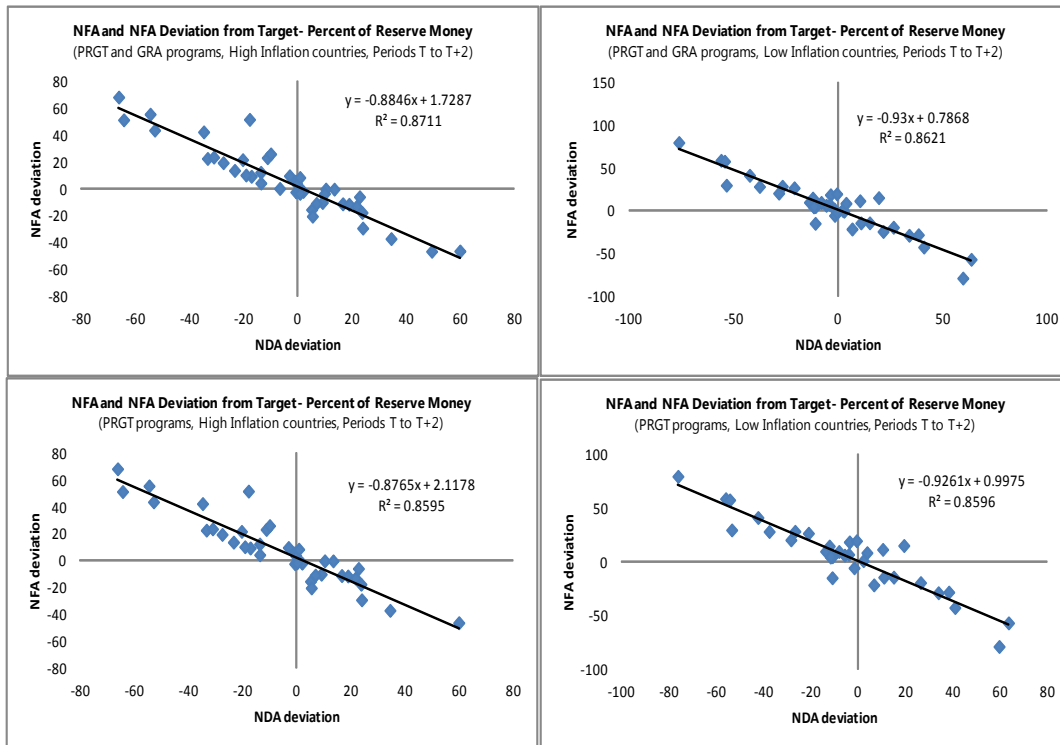 NFA and NFA Deviation from Target- Percent of Reserve Money
(PRGT and GRA programs, High Inflation countries, Periods T to T+2)
80
60
40
20
0
-20
-40
-60
-80
NFA deviation
y = -0.8846x + 1.7287
R² = 0.8711
-80 -60 -40 -20 0 20 40 60 80
NDA deviation
NFA and NFA Deviation from Target- Percent of Reserve Money
(PRGT and GRA programs, Low Inflation countries, Periods T to T+2)
150
100
50
0
-50
-100
NFA deviation
y = -0.93x + 0.7868
R² = 0.8621
-100 -50 0 50 100
NDA deviation
NFA and NFA Deviation from Target- Percent of Reserve Money
(PRGT programs, High Inflation countries, Periods T to T+2)
80
60
40
20
0
-20
-40
-60
-80
NFA deviation
y = -0.8765x + 2.1178
R² = 0.8595
-80 -60 -40 -20 0 20 40 60 80
NDA deviation
NFA and NFA Deviation from Target- Percent of Reserve Money
(PRGT programs, Low Inflation countries, Periods T to T+2)
100
50
0
-50
-100
NFA deviation
y = -0.9261x + 0.9975
R² = 0.8596
-100 -80 -60 -40 -20 0 20 40 60 80
NDA deviation